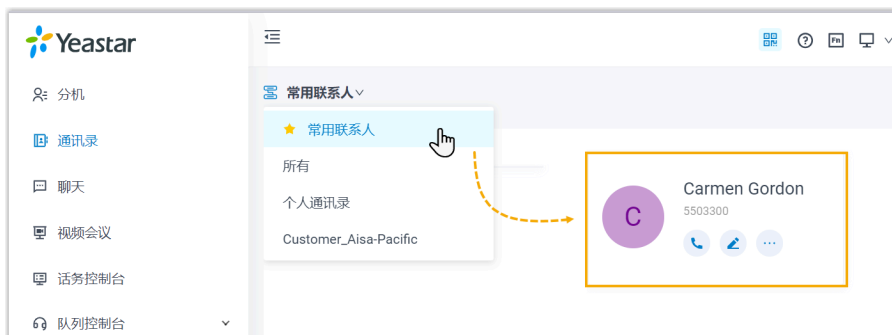 Yeastar
分机
通讯录
聊天
视频会议
话务控制台
队列控制台
Fn
常用联系人
常用联系人
所有
个人通讯录
Customer_Aisa-Pacific
C
Carmen Gordon
5503300